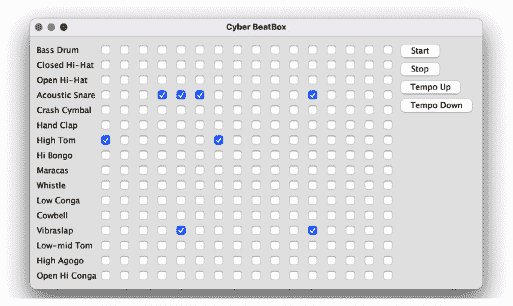 Cyber BeatBox
Bass Drum
Start
Closed Hi-Hat
Stop
Open Hi-Hat
Tempo Up
Acoustic Snare
Tempo Down
Crash Cymbal
Hand Clap
High Tom
Hi Bongo
Maracas
Whistle
Low Conga
Cowbell
Vibraslap
Low-mid Tom
High Agogo
Open Hi Conga